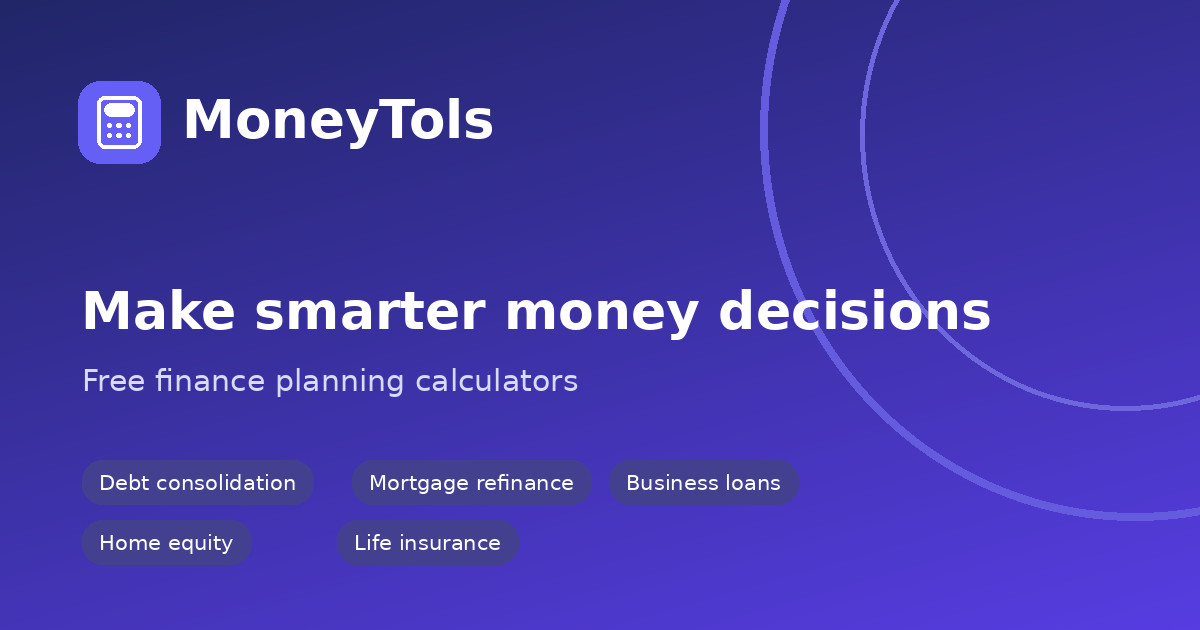 MoneyTols
Make smarter money decisions
Free finance planning calculators
Debt consolidation Mortgage refinance Business loans
Home equity Life insurance